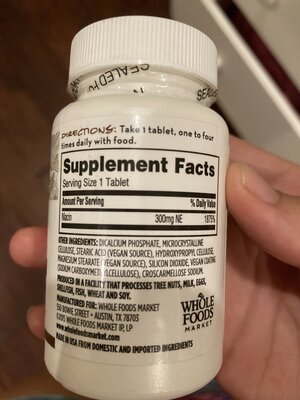 SEALED
SEALED
DIRECTIONS: Take 1 tablet, one to four
times daily with food.
Supplement Facts
Serving Size 1 Tablet
Amount Per Serving % Daily Value
Niacin 300mg NE 1875%
OTHER INGREDIENTS: DICALCIUM PHOSPHATE, MICROCRYSTALLINE
CELLULOSE, STEARIC ACID (VEGAN SOURCE), HYDROXYPROPYL CELLULOSE,
MAGNESIUM STEARATE (VEGAN SOURCE), SILICON DIOXIDE, VEGAN COATING
(SODIUM CARBOXYMETHYLCELLULOSE), CROSCARMELLOSE SODIUM.
PRODUCED IN A FACILITY THAT PROCESSES TREE NUTS, MILK, EGGS,
SHELLFISH, FISH, WHEAT AND SOY.
MANUFACTURED FOR: WHOLE FOODS MARKET
550 BOWIE STREET • AUSTIN, TX 78703
©2015 WHOLE FOODS MARKET IP, LP
www.wholefoodsmarket.com
MADE IN USA FROM DOMESTIC AND IMPORTED INGREDIENTS
WHOLE
FOODS
MARKET